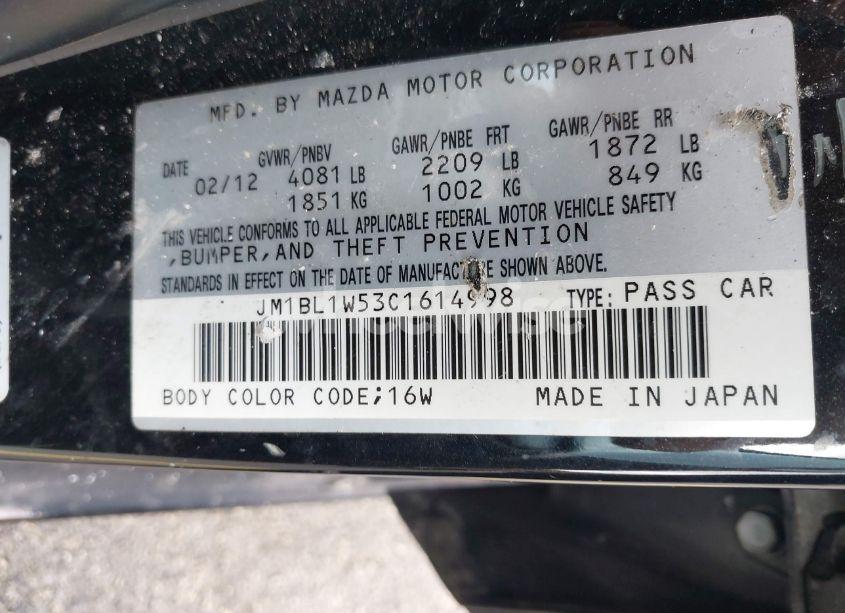 MFD. BY MAZDA MOTOR CORPORATION
DATE GVWR/PNBV GAWR/PNBE FRT GAWR/PNBE RR
02/12 4081 LB 2209 LB 1872 LB
1851 KG 1002 KG 849 KG
THIS VEHICLE CONFORMS TO ALL APPLICABLE FEDERAL MOTOR VEHICLE SAFETY
,BUMPER,AND THEFT PREVENTION
STANDARDS IN EFFECT ON THE DATE OF MANUFACTURE SHOWN ABOVE.
JM1BL1W53C1614998 TYPE: PASS CAR
BODY COLOR CODE;16W MADE IN JAPAN